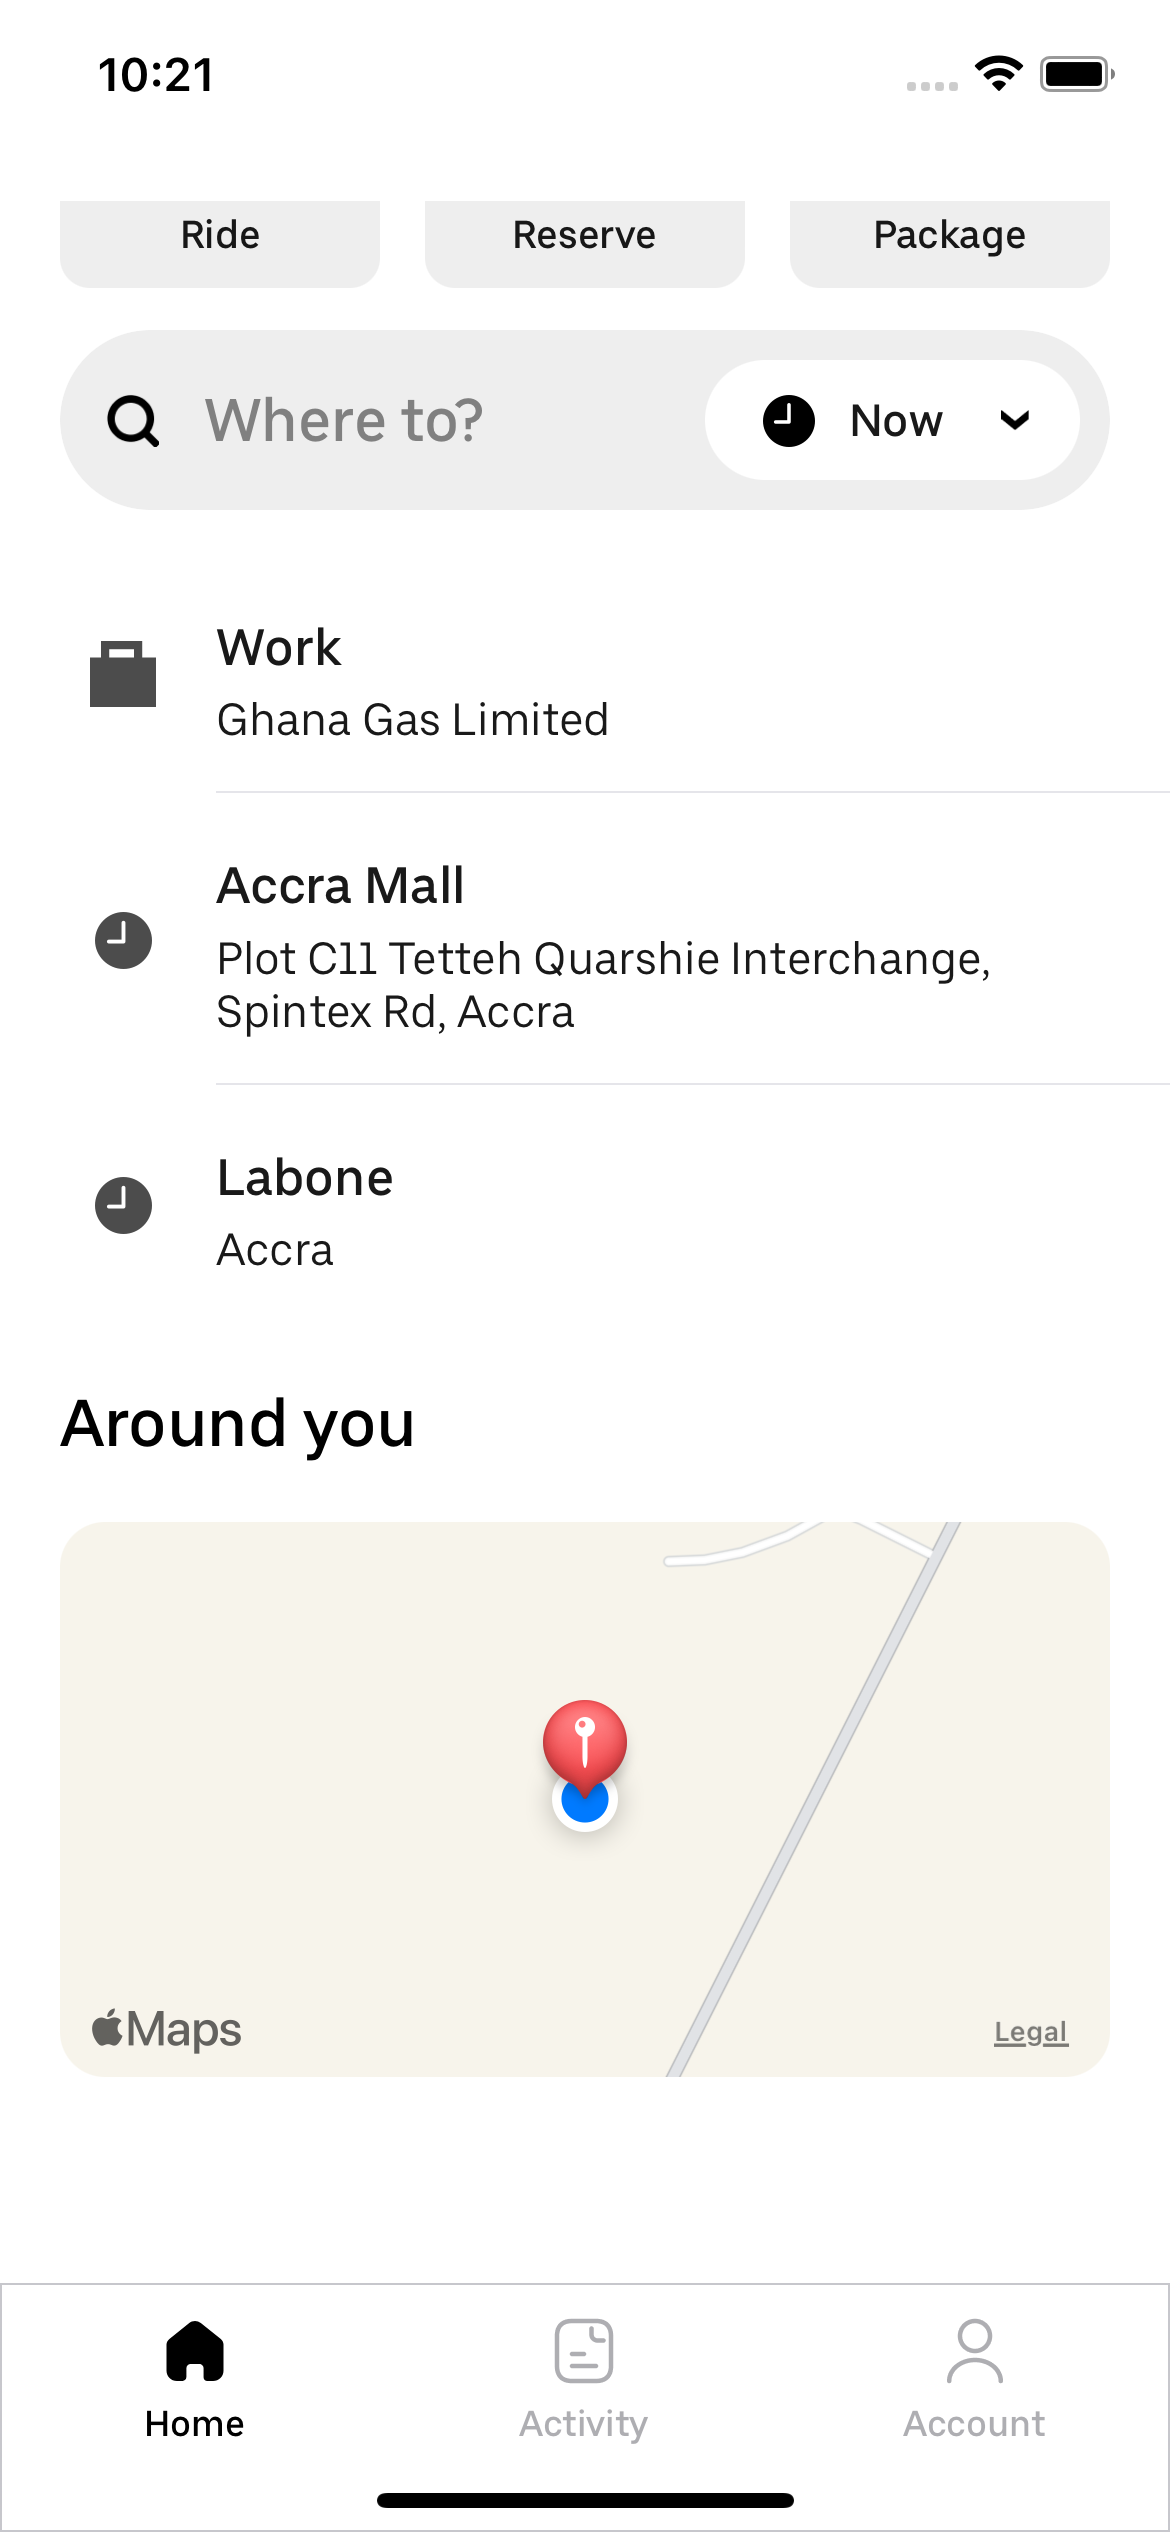 10:21
Ride
Reserve
Package
Where to?
Now
Work
Ghana Gas Limited
Accra Mall
Plot C11 Tetteh Quarshie Interchange,
Spintex Rd, Accra
Labone
Accra
Around you
Maps
Legal
Home
Activity
Account